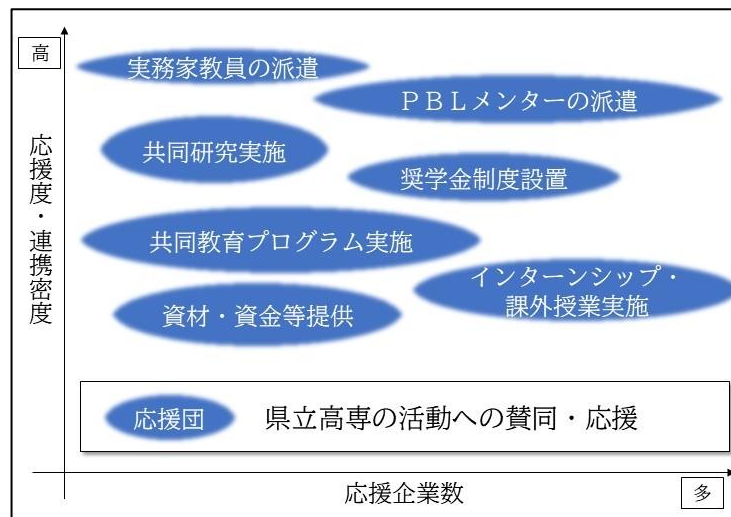 高
応援度・連携密度
実務家教員の派遣
ＰＢＬメンターの派遣
共同研究実施
奨学金制度設置
共同教育プログラム実施
インターンシップ・
課外授業実施
資材・資金等提供
応援団
県立高専の活動への賛同・応援
応援企業数
多